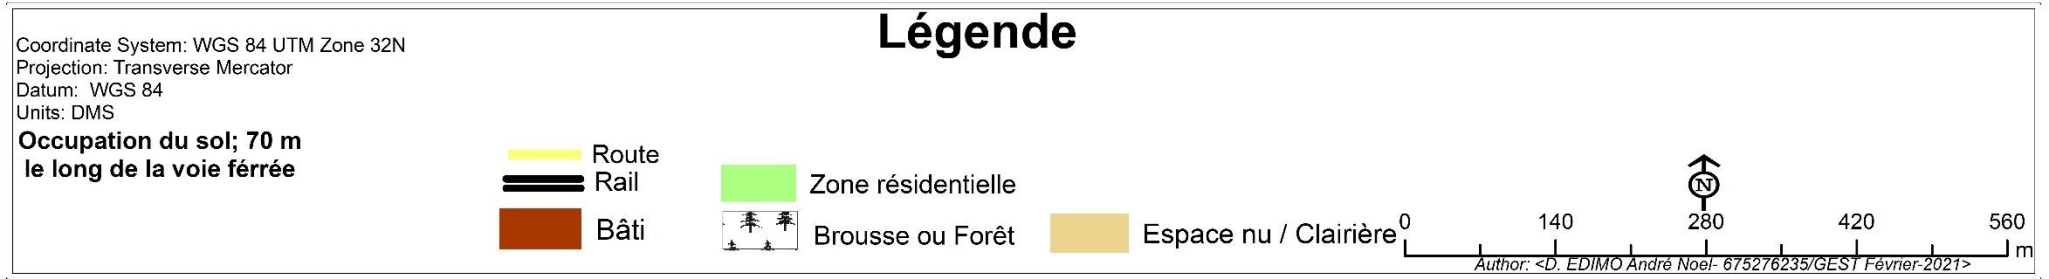 Légende
Coordinate System: WGS 84 UTM Zone 32N
Projection: Transverse Mercator
Datum: WGS 84
Units: DMS
Occupation du sol; 70 m
le long de la voie férrée
Route
Rail
Bâti
Zone résidentielle
Brousse ou Forêt
Espace nu / Clairière
N
0 140 280 420 560
m
Author: <D. EDIMO André Noel- 675276235/GEST Février-2021>